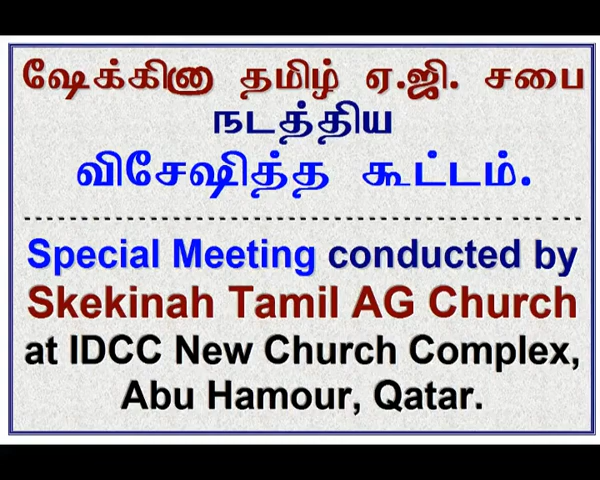 ஷேக்கினா தமிழ் ஏ.ஜி. சபை
நடத்திய
விசேஷித்த கூட்டம்.
Special Meeting conducted by
Skekinah Tamil AG Church
at IDCC New Church Complex,
Abu Hamour, Qatar.